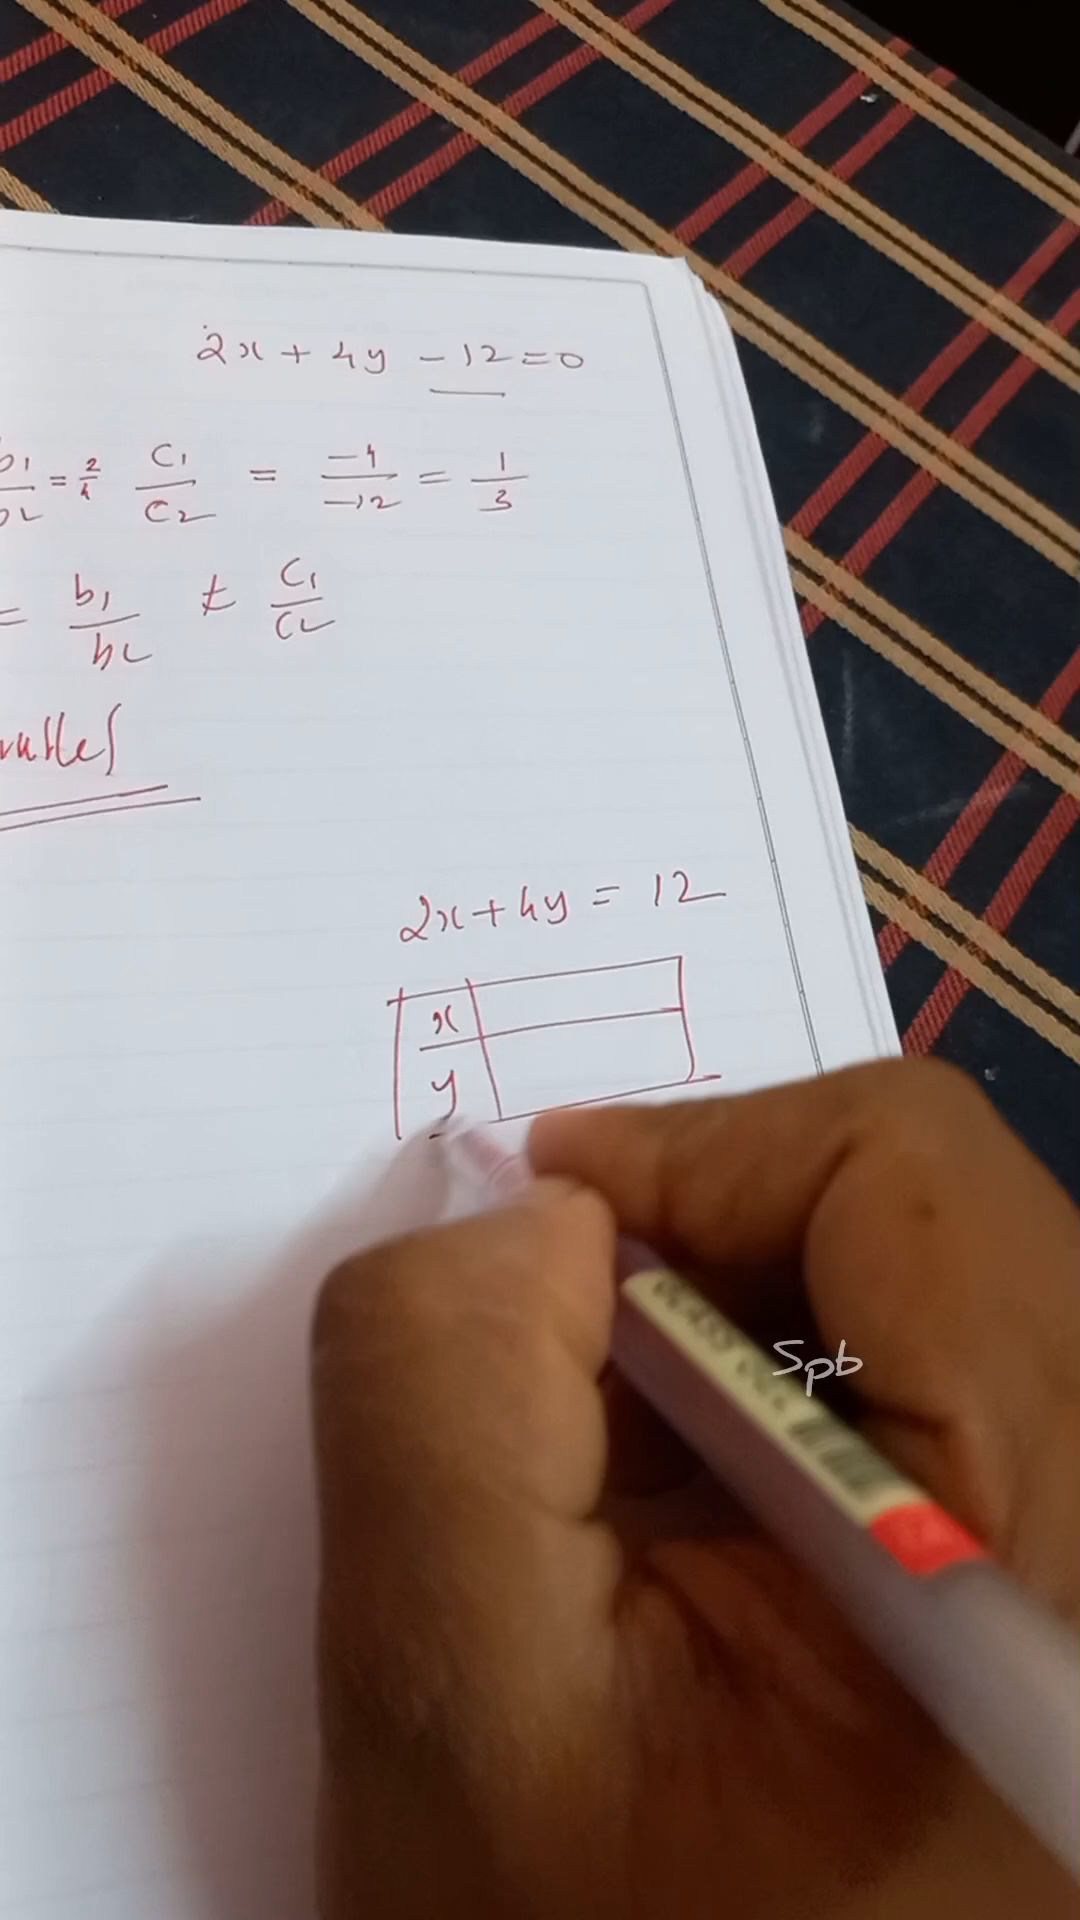 2x + 4y - 12 = 0
b1/b2 = 2/4 C1/C2 = -4/-12 = 1/3
= b1/b2 ≠ C1/C2
2x + 4y = 12
x
y
Spb